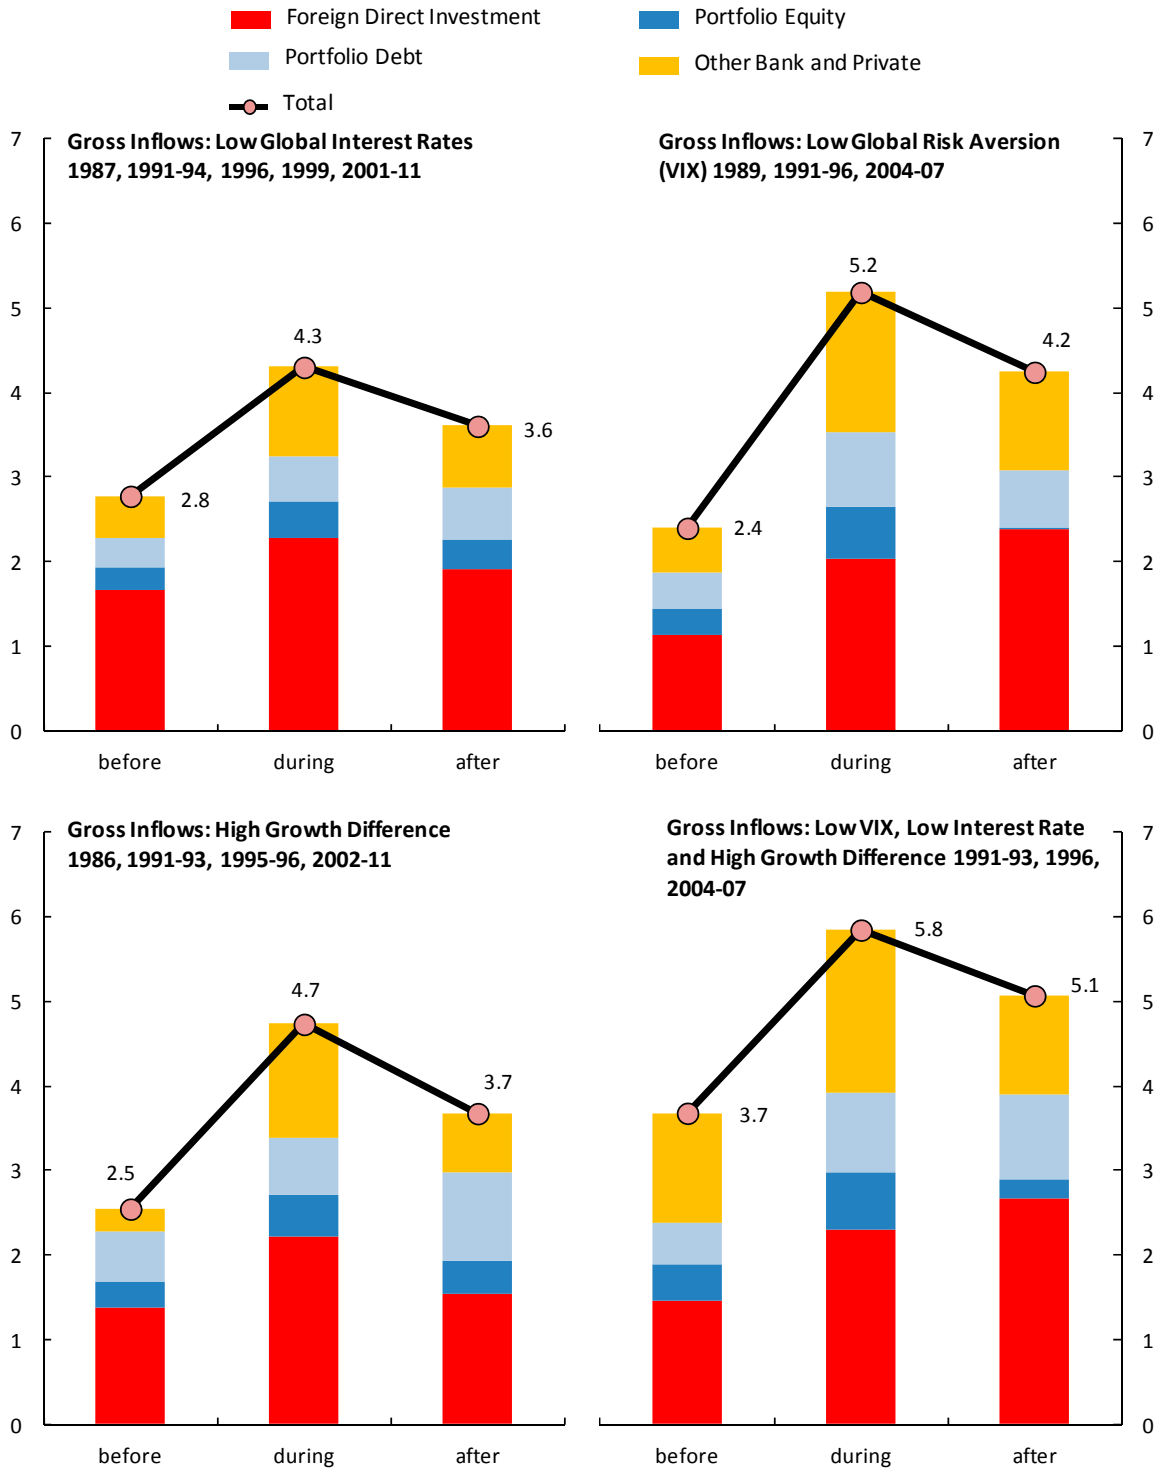 Foreign Direct Investment
Portfolio Equity
Portfolio Debt
Other Bank and Private
Total
Gross Inflows: Low Global Interest Rates
1987, 1991-94, 1996, 1999, 2001-11
7
6
5
4
3
2
1
0
4.3
3.6
2.8
before
during
after
Gross Inflows: Low Global Risk Aversion
(VIX) 1989, 1991-96, 2004-07
7
6
5
4
3
2
1
0
5.2
4.2
2.4
before
during
after
Gross Inflows: High Growth Difference
1986, 1991-93, 1995-96, 2002-11
7
6
5
4
3
2
1
0
4.7
3.7
2.5
before
during
after
Gross Inflows: Low VIX, Low Interest Rate
and High Growth Difference 1991-93, 1996,
2004-07
7
6
5
4
3
2
1
0
5.8
5.1
3.7
before
during
after